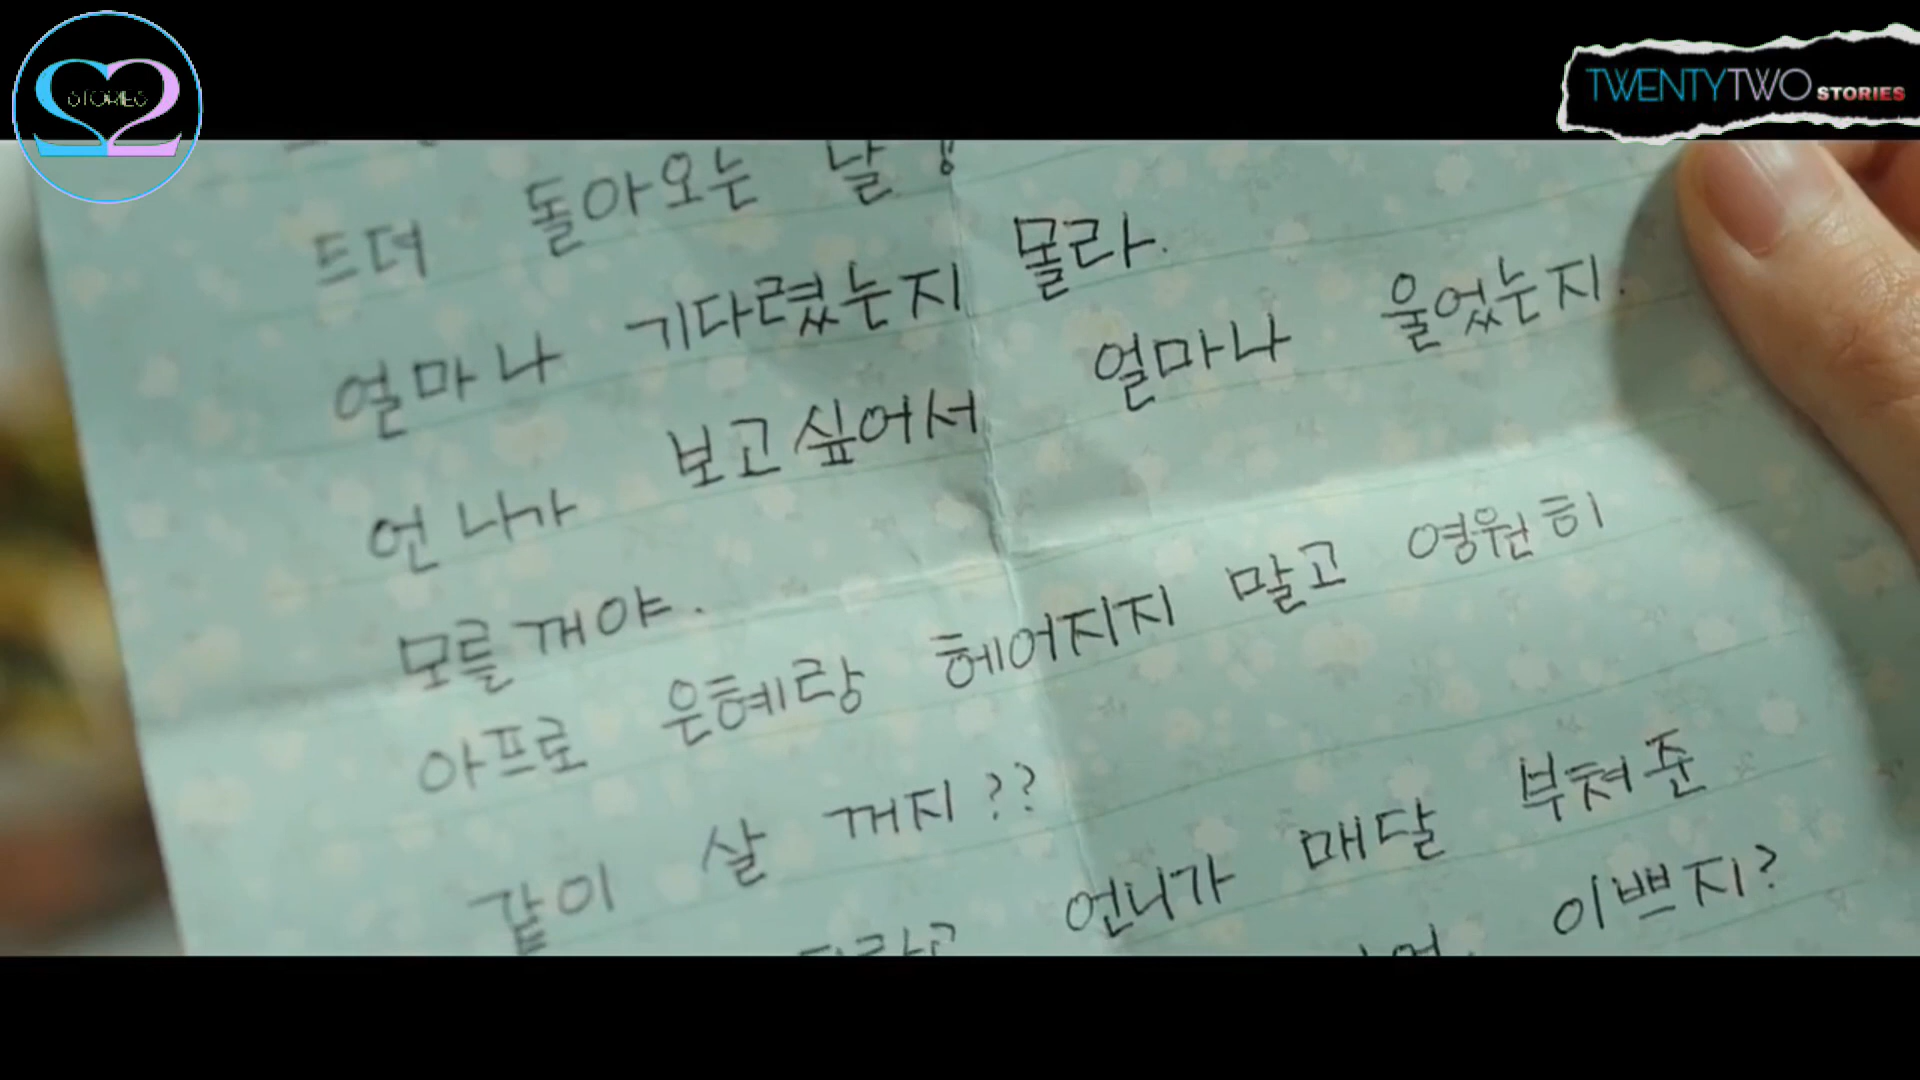 STORIES
TWENTYTWO STORIES
드뎌 돌아오는 날!
얼마나 기다렸는지 몰라.
언니가 보고싶어서 얼마나 울었는지.
모를꺼야.
아프로 은혜랑 헤어지지 말고 영원히
같이 살 꺼지??
언니가 매달 부쳐준
이쁘지?